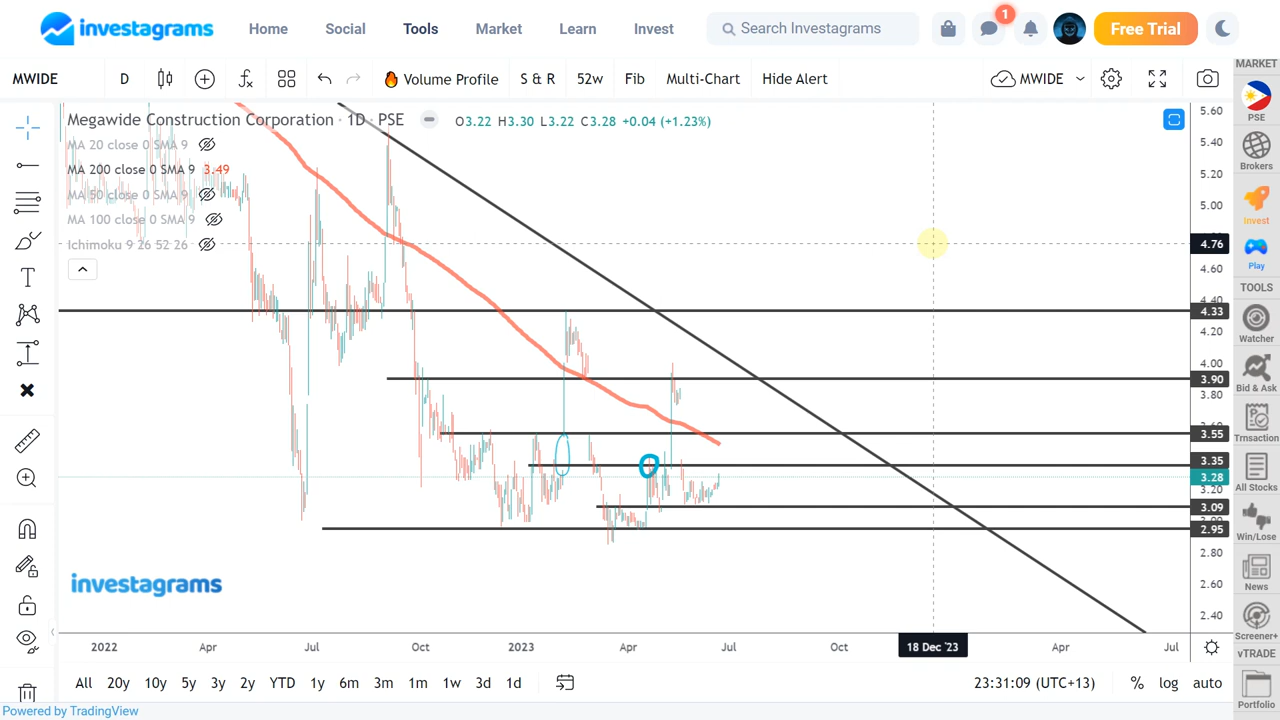 investagrams Home Social Tools Market Learn Invest Search Investagrams 1 Free Trial
MWIDE D Volume Profile S & R 52w Fib Multi-Chart Hide Alert MWIDE
Megawide Construction Corporation · 1D · PSE O3.22 H3.30 L3.22 C3.28 +0.04 (+1.23%)
MA 20 close 0 SMA 9
MA 200 close 0 SMA 9 3.49
MA 50 close 0 SMA 9
MA 100 close 0 SMA 9
Ichimoku 9 26 52 26
5.60
5.40
5.20
5.00
4.76
4.60
4.40
4.33
4.20
4.00
3.90
3.80
3.55
3.35
3.28
3.20
3.09
2.95
2.80
2.60
2.40
investagrams
2022 Apr Jul Oct 2023 Apr Jul Oct 18 Dec '23 Apr Jul
All 20y 10y 5y 3y 2y YTD 1y 6m 3m 1m 1w 3d 1d 23:31:09 (UTC+13) % log auto
Powered by TradingView
MARKET
PSE
Brokers
Invest
Play
TOOLS
Watcher
Bid & Ask
Trnsaction
All Stocks
Win/Lose
News
Screener+
vTRADE
Portfolio